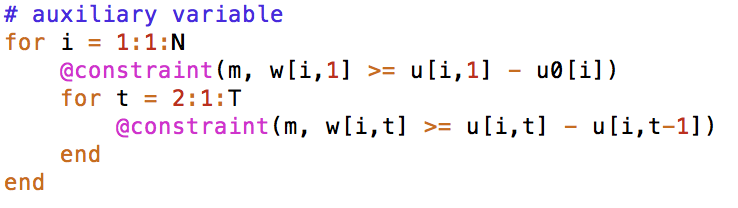 # auxiliary variable
for i = 1:1:N
    @constraint(m, w[i,1] >= u[i,1] - u0[i])
    for t = 2:1:T
        @constraint(m, w[i,t] >= u[i,t] - u[i,t-1])
    end
end